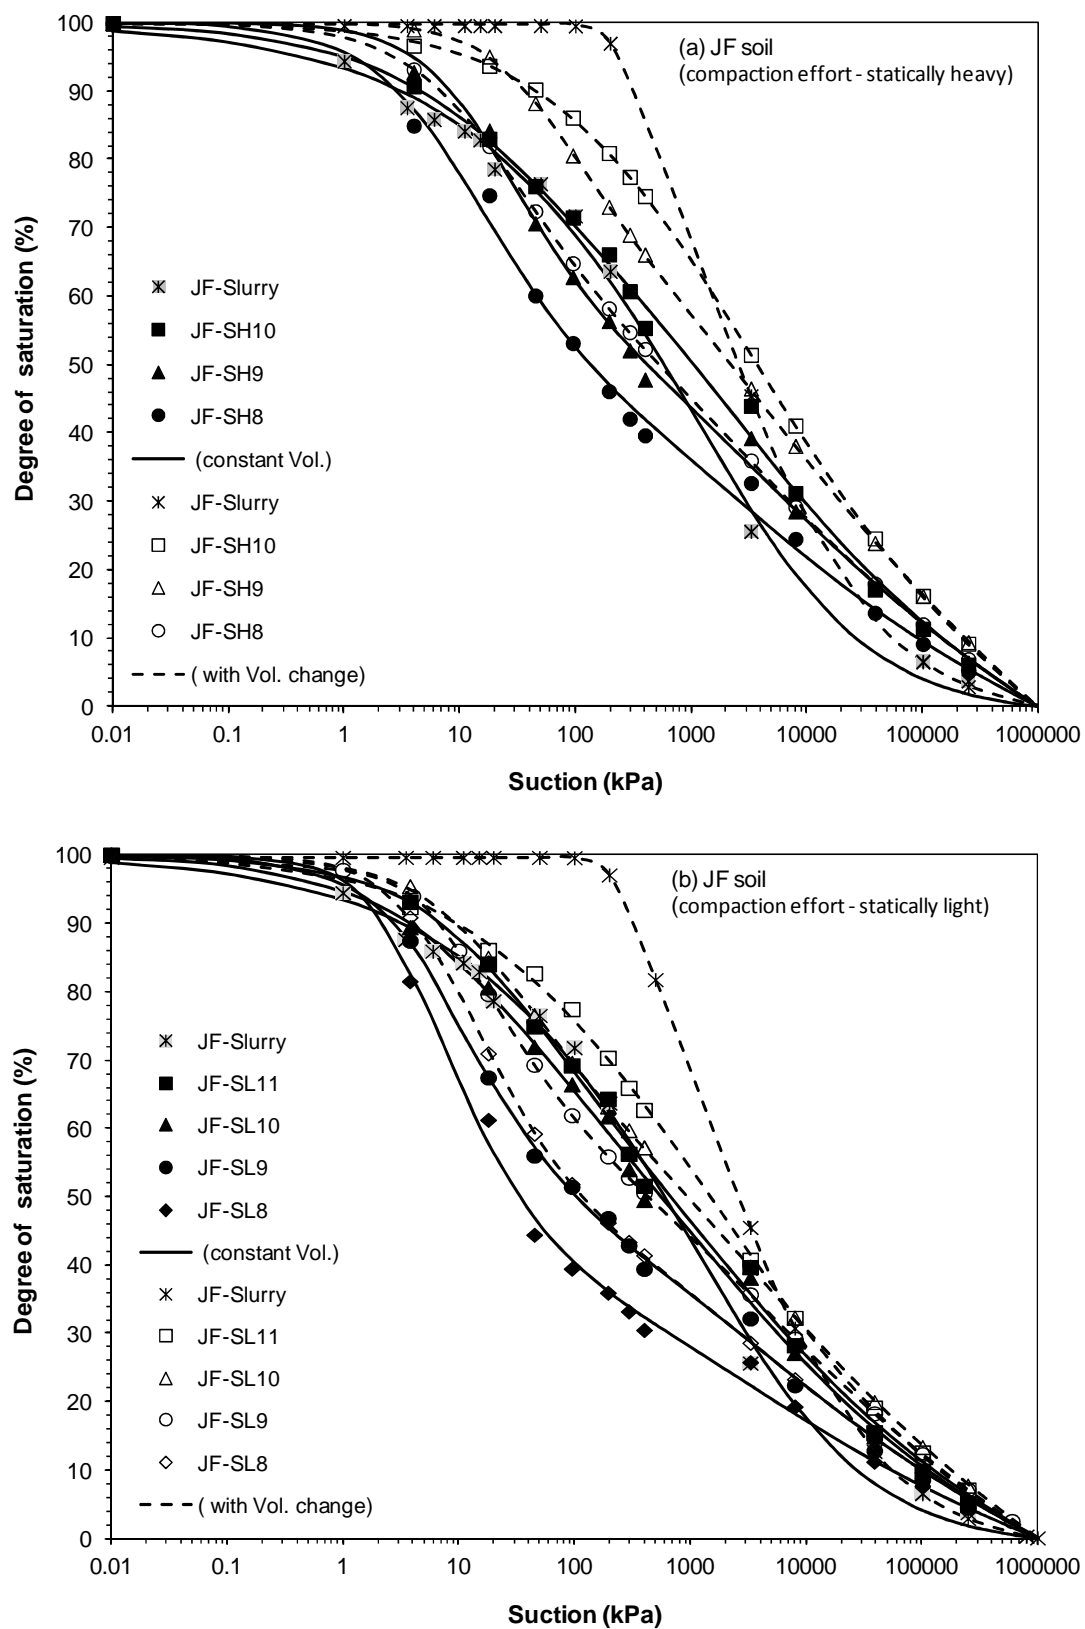 100
90
80
70
60
50
40
30
20
10
0
0.01 0.1 1 10 100 1000 10000 100000 1000000
Degree of saturation (%)
Suction (kPa)
(a) JF soil
(compaction effort - statically heavy)
JF-Slurry
JF-SH10
JF-SH9
JF-SH8
(constant Vol.)
JF-Slurry
JF-SH10
JF-SH9
JF-SH8
( with Vol. change)
100
90
80
70
60
50
40
30
20
10
0
0.01 0.1 1 10 100 1000 10000 100000 1000000
Degree of saturation (%)
Suction (kPa)
(b) JF soil
(compaction effort - statically light)
JF-Slurry
JF-SL11
JF-SL10
JF-SL9
JF-SL8
(constant Vol.)
JF-Slurry
JF-SL11
JF-SL10
JF-SL9
JF-SL8
( with Vol. change)